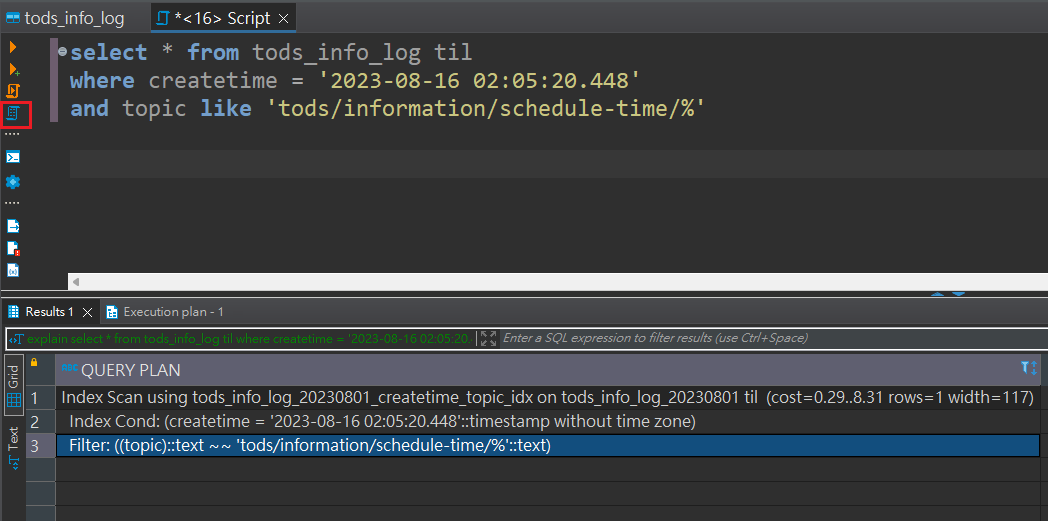 tods_info_log
*<16> Script
select * from tods_info_log til
where createtime = '2023-08-16 02:05:20.448'
and topic like 'tods/information/schedule-time/%'
Results 1
Execution plan - 1
explain select * from tods_info_log til where createtime = '2023-08-16 02:05:20.
Enter a SQL expression to filter results (use Ctrl+Space)
Grid
Text
ABC QUERY PLAN
1 Index Scan using tods_info_log_20230801_createtime_topic_idx on tods_info_log_20230801 til (cost=0.29..8.31 rows=1 width=117)
2 Index Cond: (createtime = '2023-08-16 02:05:20.448'::timestamp without time zone)
3 Filter: ((topic)::text ~~ 'tods/information/schedule-time/%'::text)